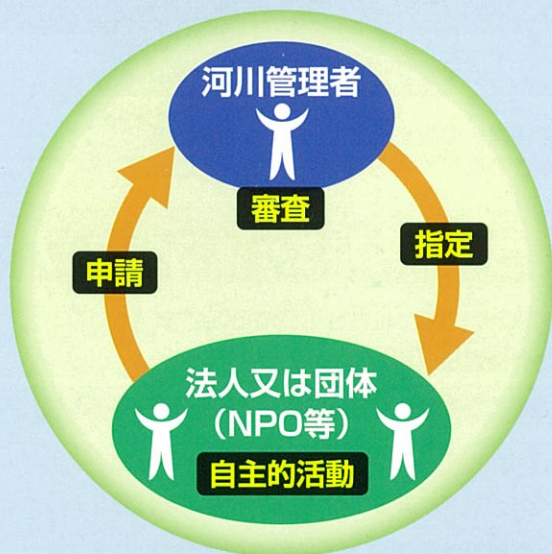 河川管理者
審査
指定
申請
法人又は団体
（NPO等）
自主的活動